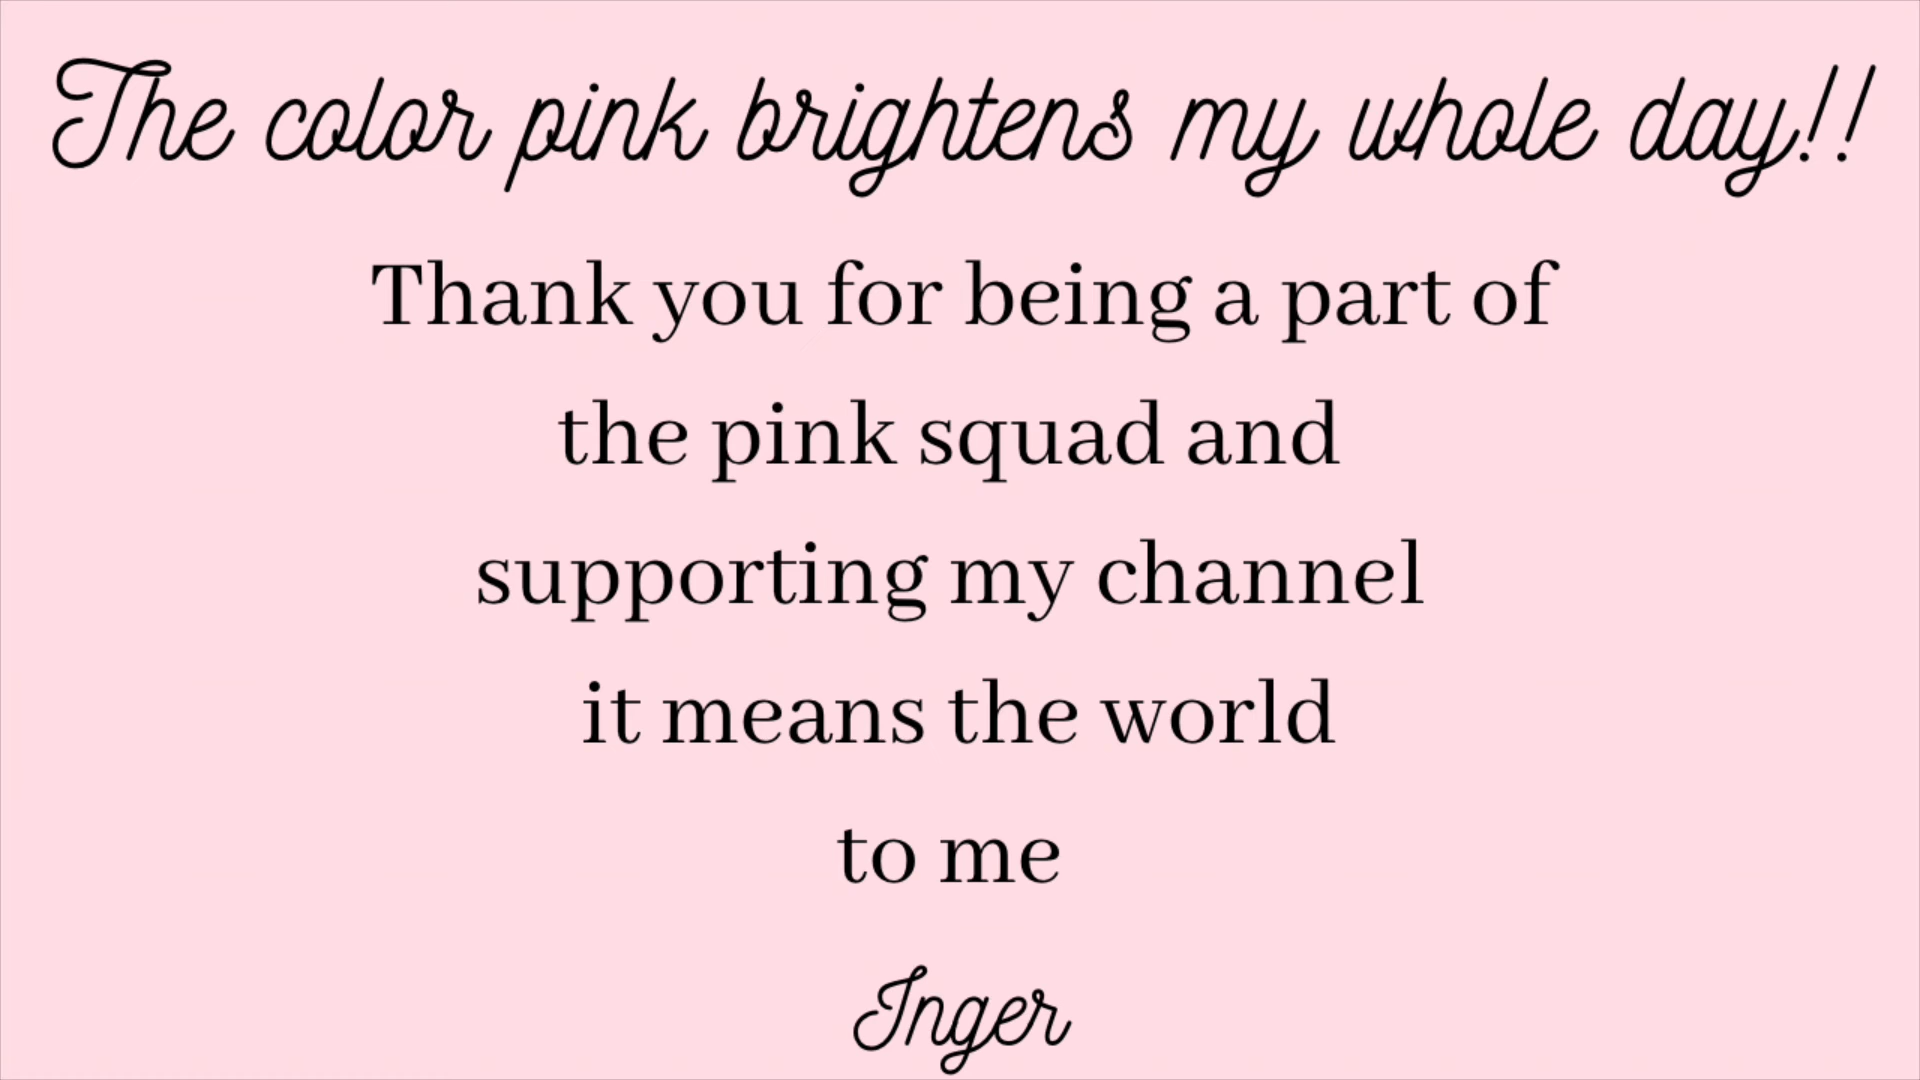 The color pink brightens my whole day!!
Thank you for being a part of
the pink squad and
supporting my channel
it means the world
to me
Inger